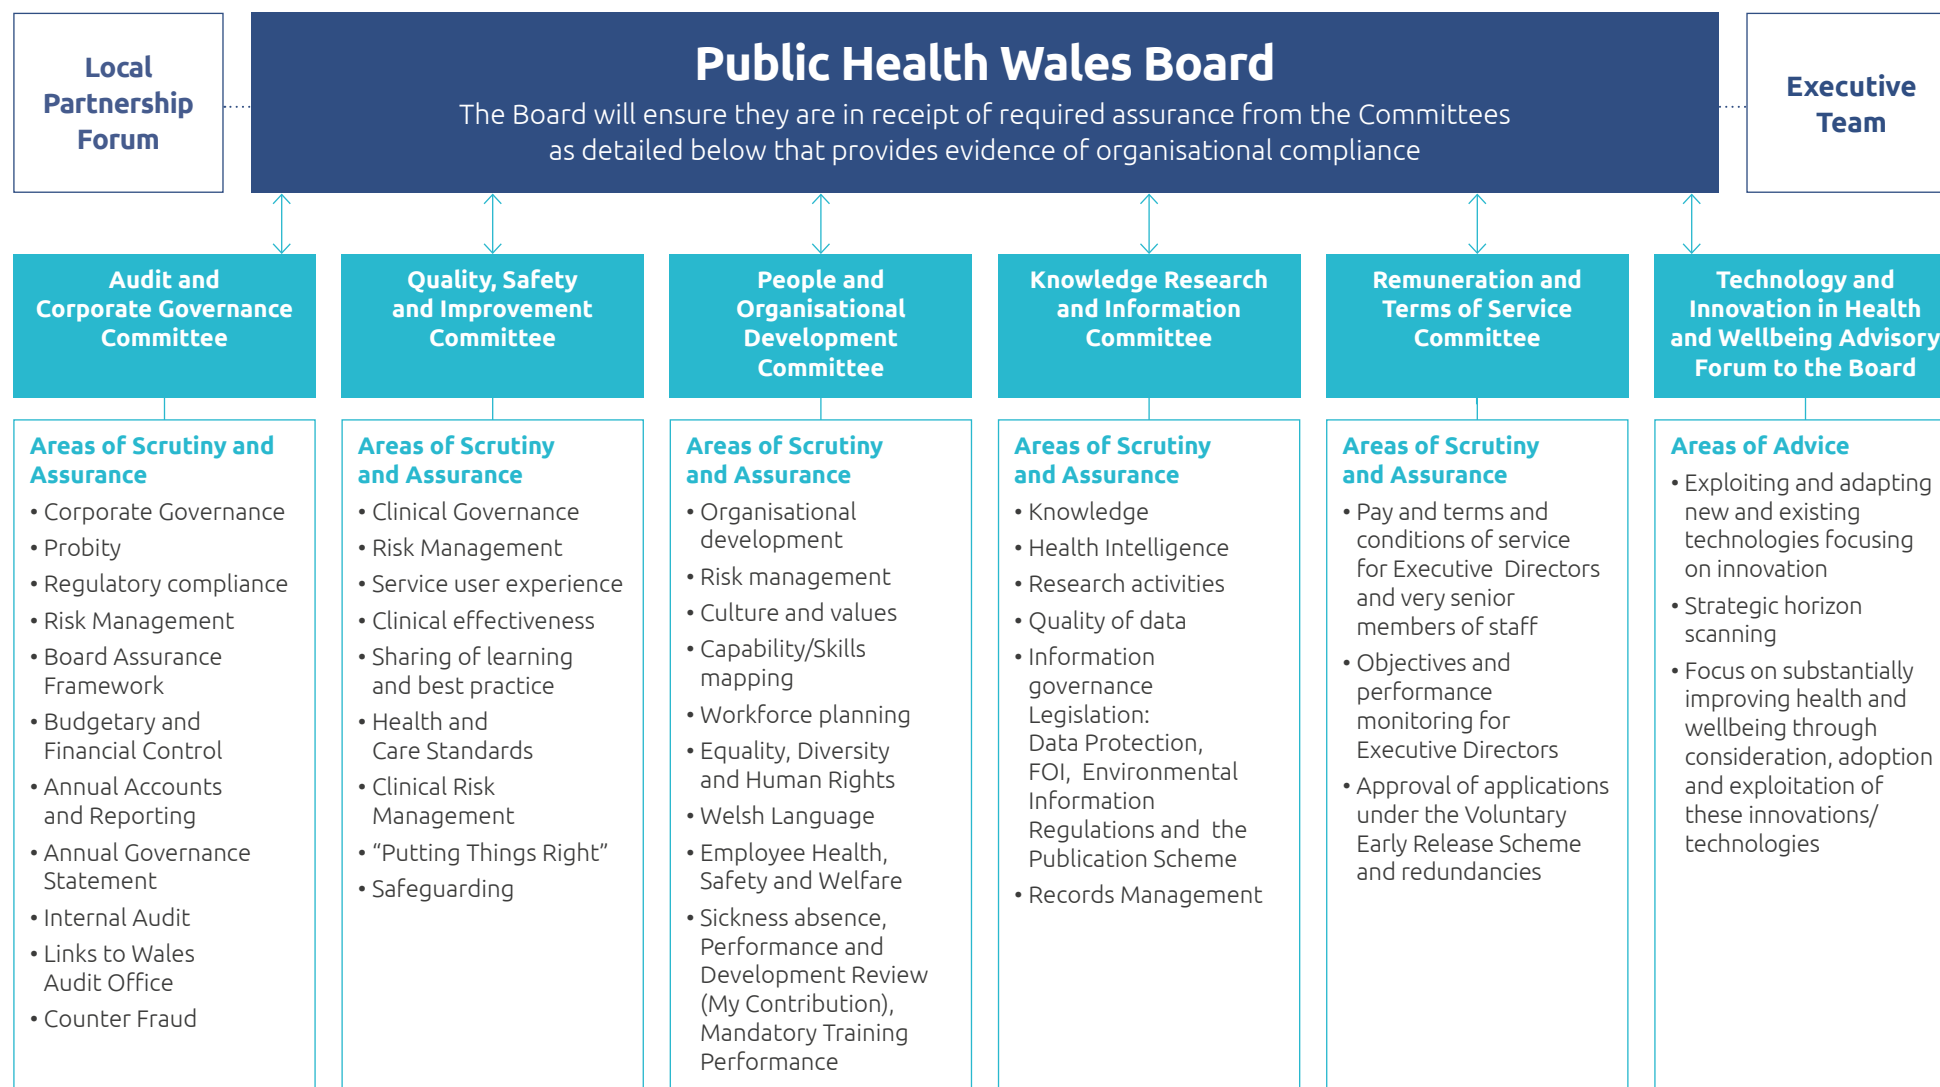 Local
Partnership
Forum
Public Health Wales Board
The Board will ensure they are in receipt of required assurance from the Committees
as detailed below that provides evidence of organisational compliance
Executive
Team
Audit and
Corporate Governance
Committee
Quality, Safety
and Improvement
Committee
People and
Organisational
Development
Committee
Knowledge Research
and Information
Committee
Remuneration and
Terms of Service
Committee
Technology and
Innovation in Health
and Wellbeing Advisory
Forum to the Board
Areas of Scrutiny and
Assurance
• Corporate Governance
• Probity
• Regulatory compliance
• Risk Management
• Board Assurance
Framework
• Budgetary and
Financial Control
• Annual Accounts
and Reporting
• Annual Governance
Statement
• Internal Audit
• Links to Wales
Audit Office
• Counter Fraud
Areas of Scrutiny
and Assurance
• Clinical Governance
• Risk Management
• Service user experience
• Clinical effectiveness
• Sharing of learning
and best practice
• Health and
Care Standards
• Clinical Risk
Management
• “Putting Things Right”
• Safeguarding
Areas of Scrutiny
and Assurance
• Organisational
development
• Risk management
• Culture and values
• Capability/Skills
mapping
• Workforce planning
• Equality, Diversity
and Human Rights
• Welsh Language
• Employee Health,
Safety and Welfare
• Sickness absence,
Performance and
Development Review
(My Contribution),
Mandatory Training
Performance
Areas of Scrutiny
and Assurance
• Knowledge
• Health Intelligence
• Research activities
• Quality of data
• Information
governance
Legislation:
Data Protection,
FOI, Environmental
Information
Regulations and the
Publication Scheme
• Records Management
Areas of Scrutiny
and Assurance
• Pay and terms and
conditions of service
for Executive Directors
and very senior
members of staff
• Objectives and
performance
monitoring for
Executive Directors
• Approval of applications
under the Voluntary
Early Release Scheme
and redundancies
Areas of Advice
• Exploiting and adapting
new and existing
technologies focusing
on innovation
• Strategic horizon
scanning
• Focus on substantially
improving health and
wellbeing through
consideration, adoption
and exploitation of
these innovations/
technologies